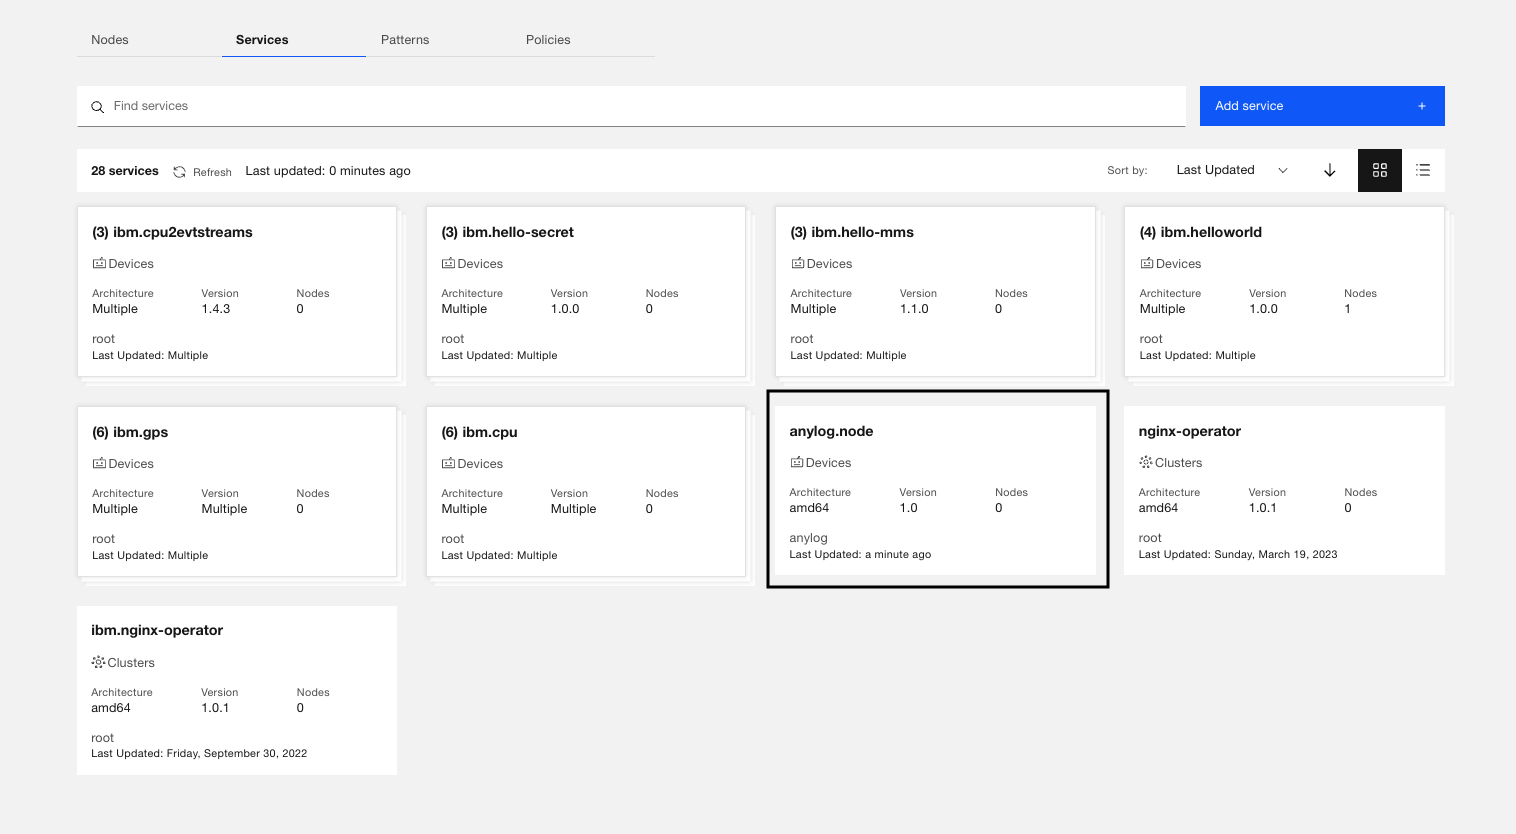 Nodes Services Patterns Policies
Find services
Add service +
28 services Refresh Last updated: 0 minutes ago Sort by: Last Updated
(3) ibm.cpu2evtstreams
Devices
Architecture Version Nodes
Multiple 1.4.3 0
root
Last Updated: Multiple
(3) ibm.hello-secret
Devices
Architecture Version Nodes
Multiple 1.0.0 0
root
Last Updated: Multiple
(3) ibm.hello-mms
Devices
Architecture Version Nodes
Multiple 1.1.0 0
root
Last Updated: Multiple
(4) ibm.helloworld
Devices
Architecture Version Nodes
Multiple 1.0.0 1
root
Last Updated: Multiple
(6) ibm.gps
Devices
Architecture Version Nodes
Multiple Multiple 0
root
Last Updated: Multiple
(6) ibm.cpu
Devices
Architecture Version Nodes
Multiple Multiple 0
root
Last Updated: Multiple
anylog.node
Devices
Architecture Version Nodes
amd64 1.0 0
anylog
Last Updated: a minute ago
nginx-operator
Clusters
Architecture Version Nodes
amd64 1.0.1 0
root
Last Updated: Sunday, March 19, 2023
ibm.nginx-operator
Clusters
Architecture Version Nodes
amd64 1.0.1 0
root
Last Updated: Friday, September 30, 2022